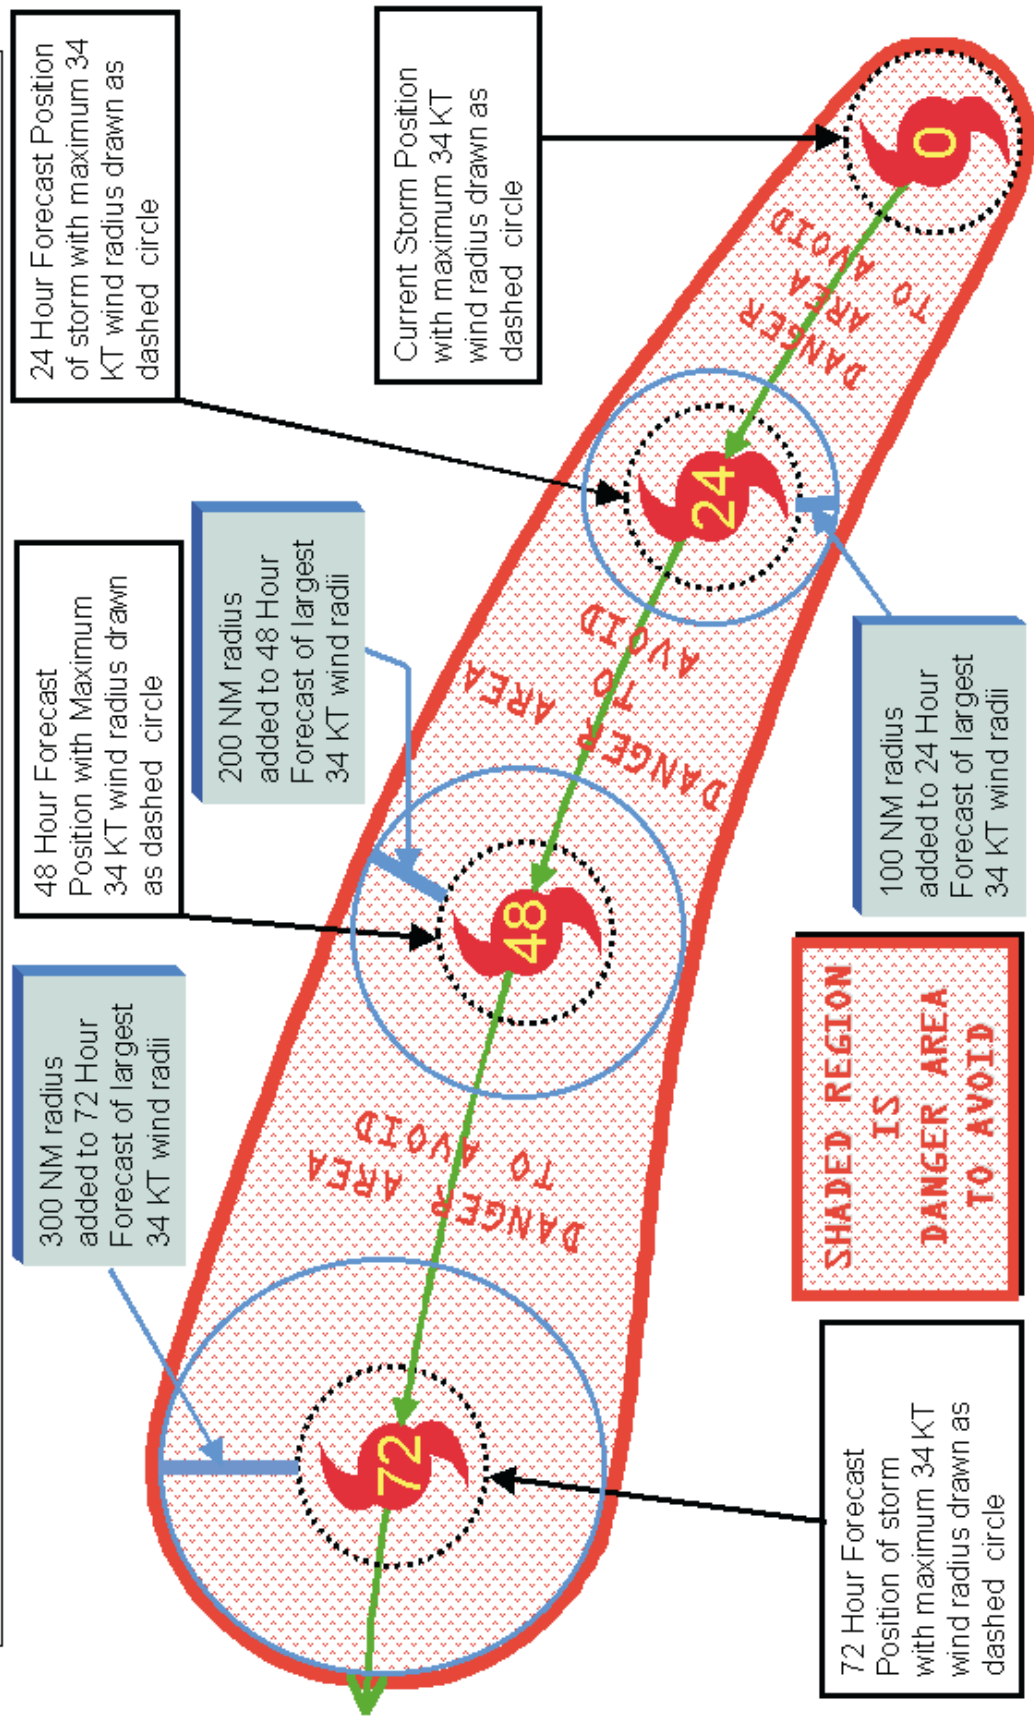 300 NM radius
added to 72 Hour
Forecast of largest
34 KT wind radii
48 Hour Forecast
Position with Maximum
34 KT wind radius drawn
as dashed circle
24 Hour Forecast Position
of storm with maximum 34
KT wind radius drawn as
dashed circle
200 NM radius
added to 48 Hour
Forecast of largest
34 KT wind radii
Current Storm Position
with maximum 34 KT
wind radius drawn as
dashed circle
72
DANGER AREA
TO AVOID
48
DANGER AREA
TO AVOID
24
DANGER
AREA
TO AVOID
0
72 Hour Forecast
Position of storm
with maximum 34 KT
wind radius drawn as
dashed circle
SHADED REGION
IS
DANGER AREA
TO AVOID
100 NM radius
added to 24 Hour
Forecast of largest
34 KT wind radii